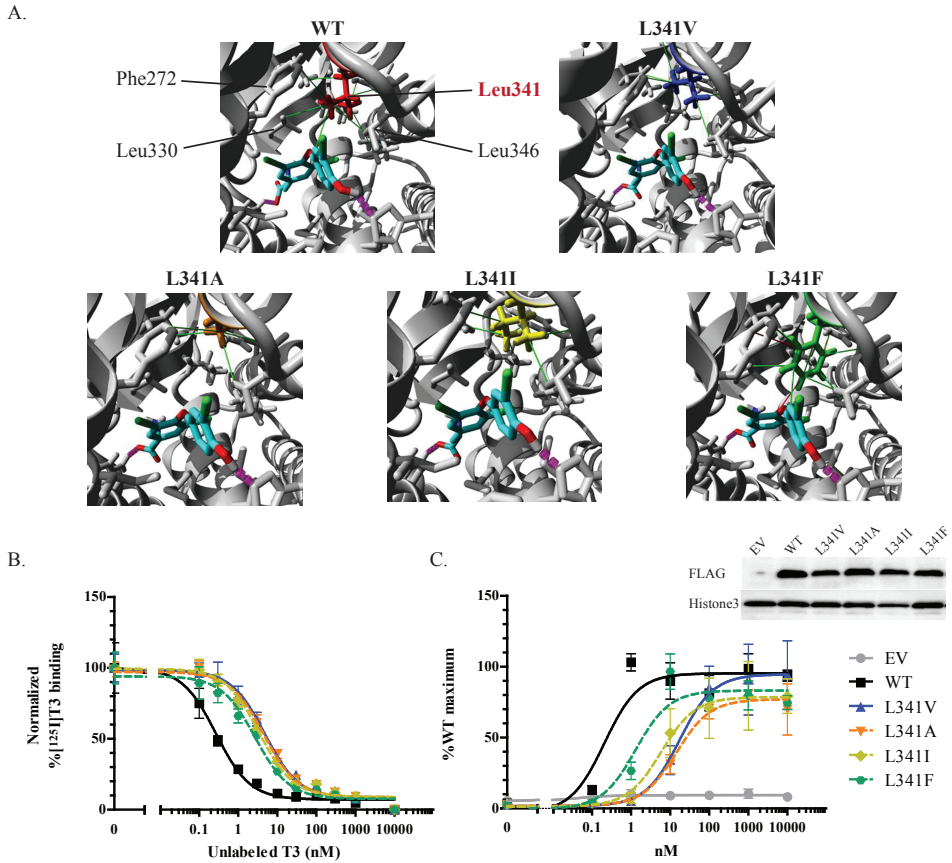 A.
WT
L341V
Phe272
Leu341
Leu330
Leu346
L341A
L341I
L341F
B.
Normalized
%[¹²⁵I]T3 binding
150
100
50
0
0
0.1
1
10
100
1000
10000
Unlabeled T3 (nM)
C.
EV
WT
L341V
L341A
L341I
L341F
FLAG
Histone3
%WT maximum
150
100
50
0
0
0.1
1
10
100
1000
10000
nM
EV
WT
L341V
L341A
L341I
L341F